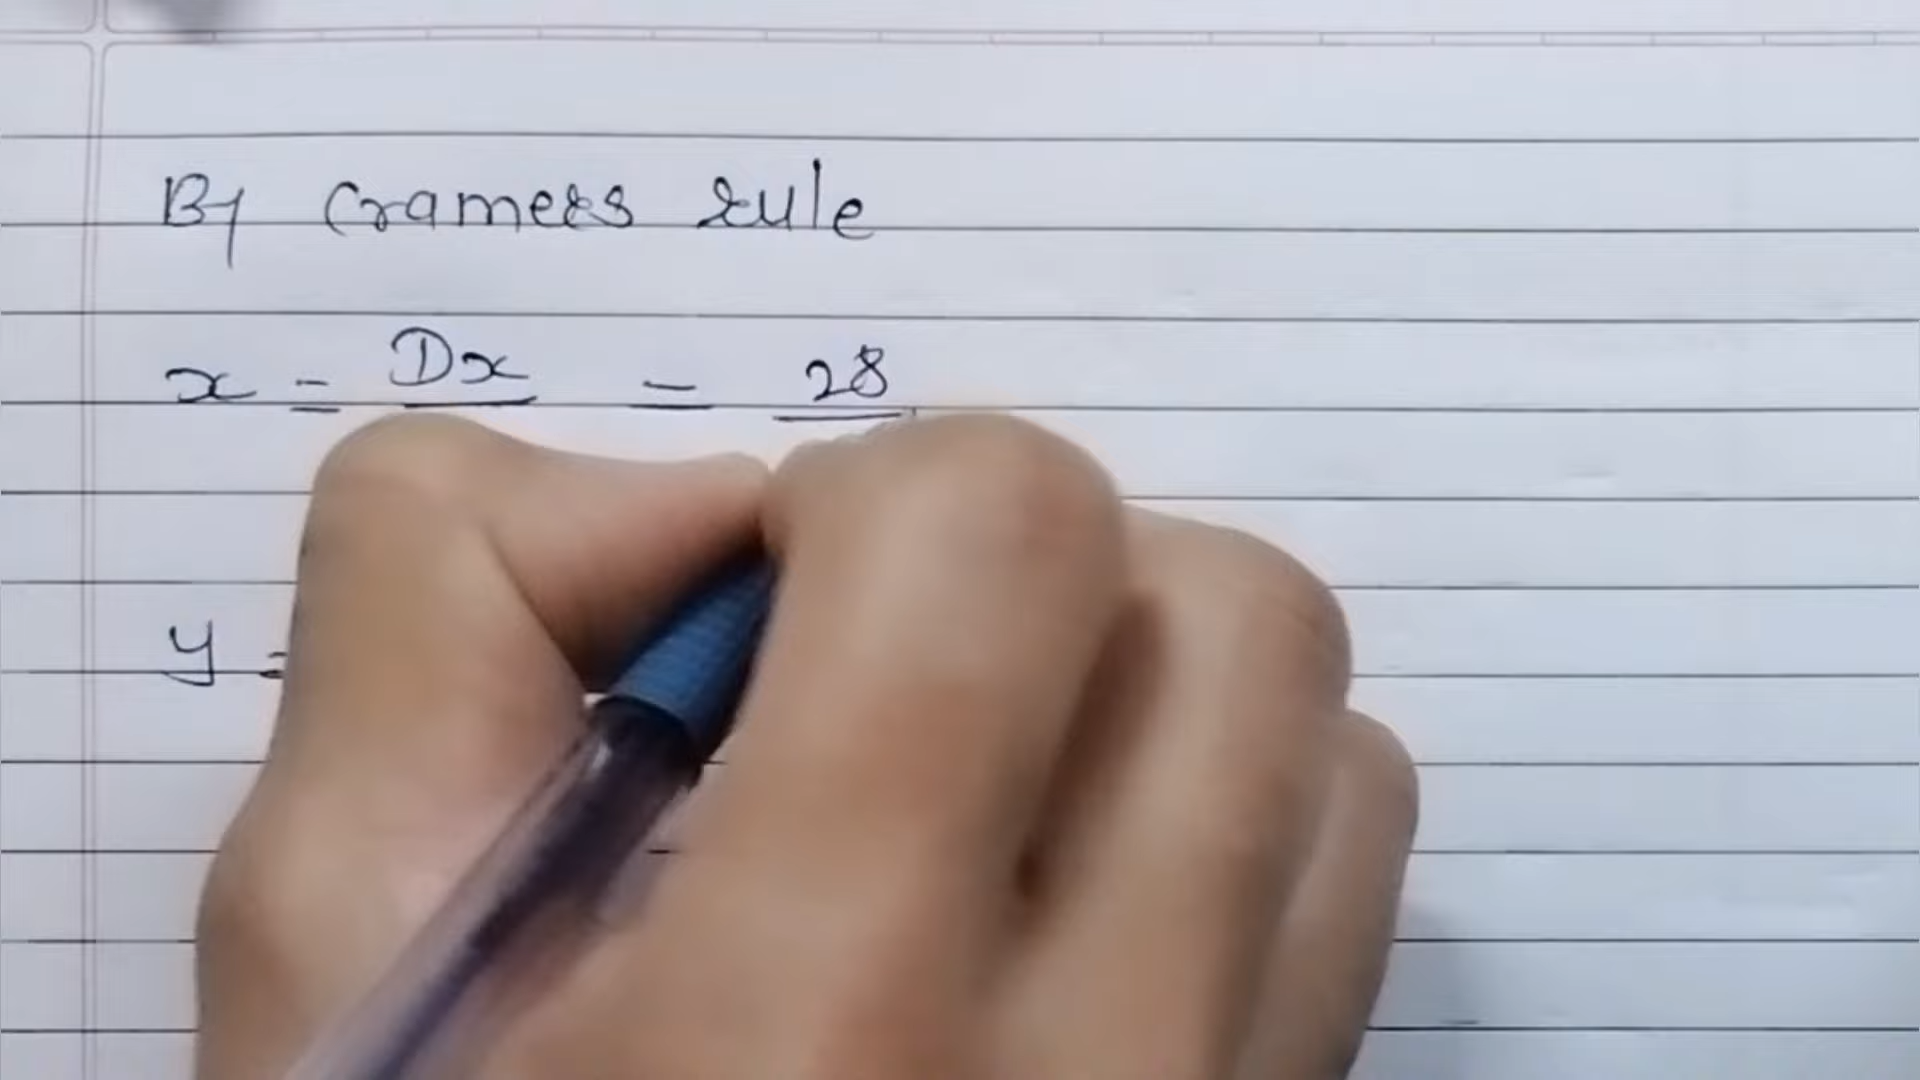 By Cramers rule
x = Dx = 28
y =